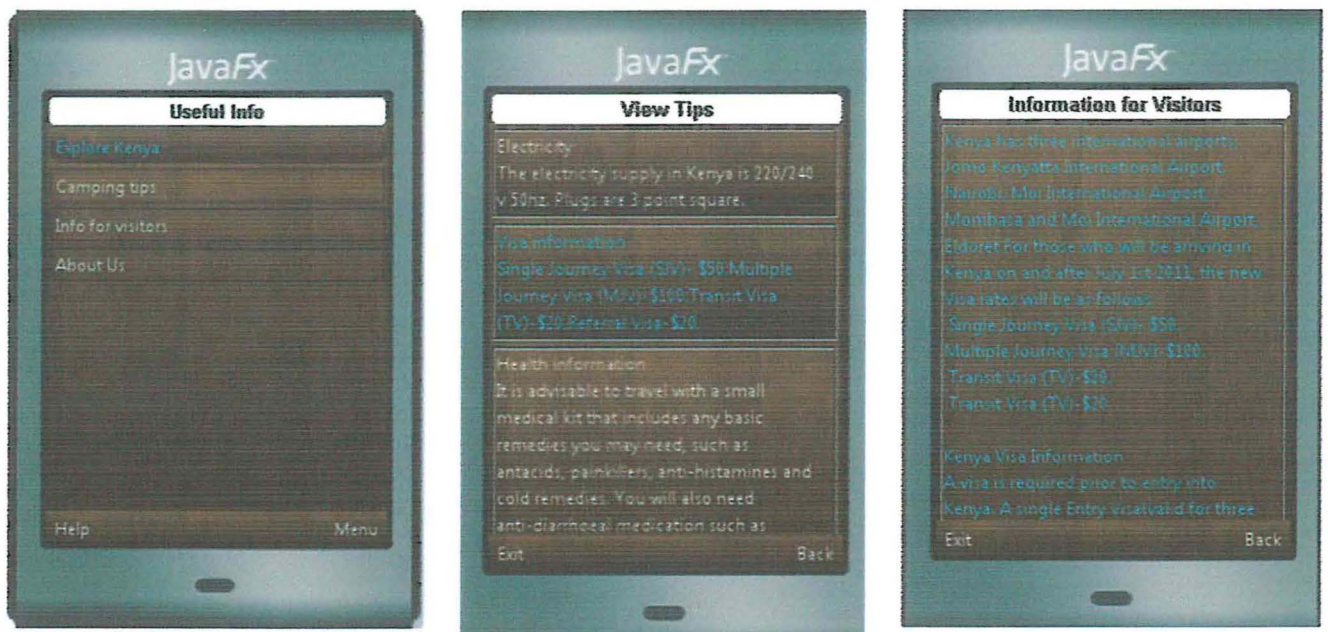 JavaFx
Useful Info
Explore Kenya
Camping tips
Info for visitors
About Us
Help
Menu
JavaFx
View Tips
Electricity
The electricity supply in Kenya is 220/240
v 50hz. Plugs are 3 point square.
Visa information
Single Journey Visa (SJV)- $50.Multiple
Journey Visa (MJV)-$100.Transit Visa
(TV)-$20.Referral Visa-$20.
Health information
It is advisable to travel with a small
medical kit that includes any basic
remedies you may need, such as
antacids, painkillers, anti-histamines and
cold remedies. You will also need
anti-diarrhoeal medication such as
Exit
Back
JavaFx
Information for Visitors
Kenya has three international airports;
Jomo Kenyatta International Airport,
Nairobi, Moi International Airport,
Mombasa and Moi International Airport,
Eldoret For those who will be arriving in
Kenya on and after July 1st 2011, the new
Visa rates will be as follows
Single Journey Visa (SJV)- $50.
Multiple Journey Visa (MJV)-$100.
Transit Visa (TV)-$20.
Transit Visa (TV)-$20.
Kenya Visa Information
A visa is required prior to entry into
Kenya. A single Entry visa(valid for three
Exit
Back